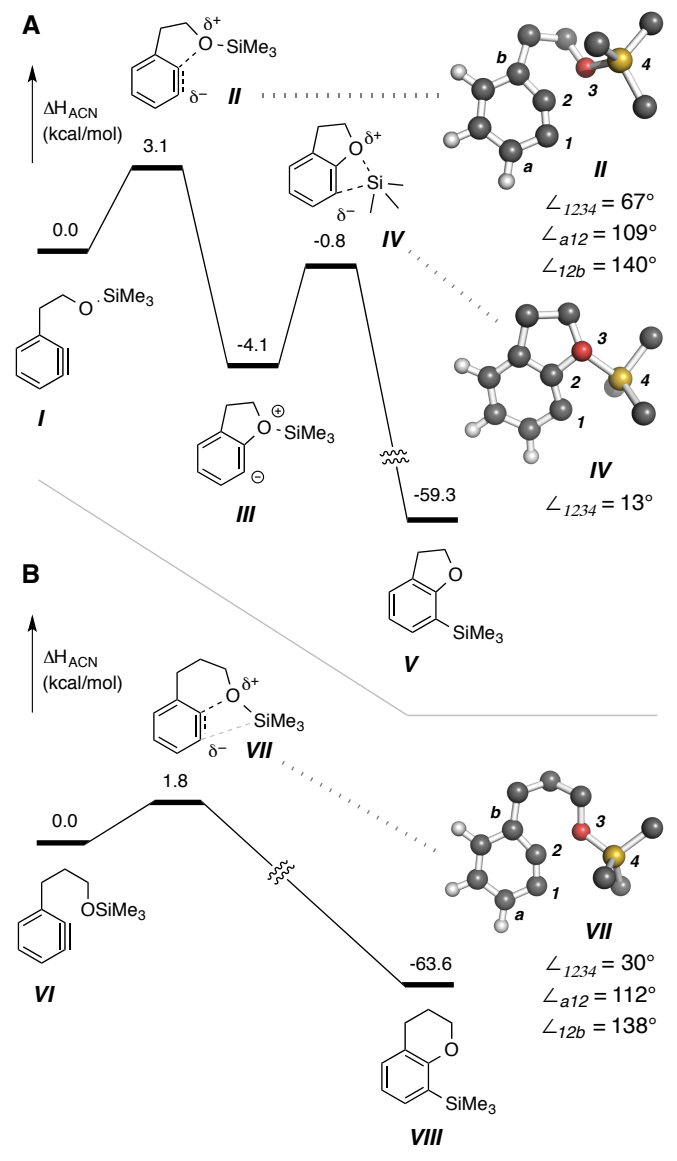 A
ΔH_ACN
(kcal/mol)
δ+
O
SiMe3
δ−
II
b
2
3
4
1
a
II
∠1234 = 67°
∠a12 = 109°
∠12b = 140°
3.1
0.0
O
SiMe3
I
O
δ+
Si
δ−
IV
-0.8
-4.1
O
⊕
SiMe3
⊖
III
3
2
4
1
IV
∠1234 = 13°
-59.3
O
SiMe3
V
B
ΔH_ACN
(kcal/mol)
O
δ+
SiMe3
δ−
VII
1.8
0.0
OSiMe3
VI
b
3
2
4
1
a
VII
∠1234 = 30°
∠a12 = 112°
∠12b = 138°
-63.6
O
SiMe3
VIII